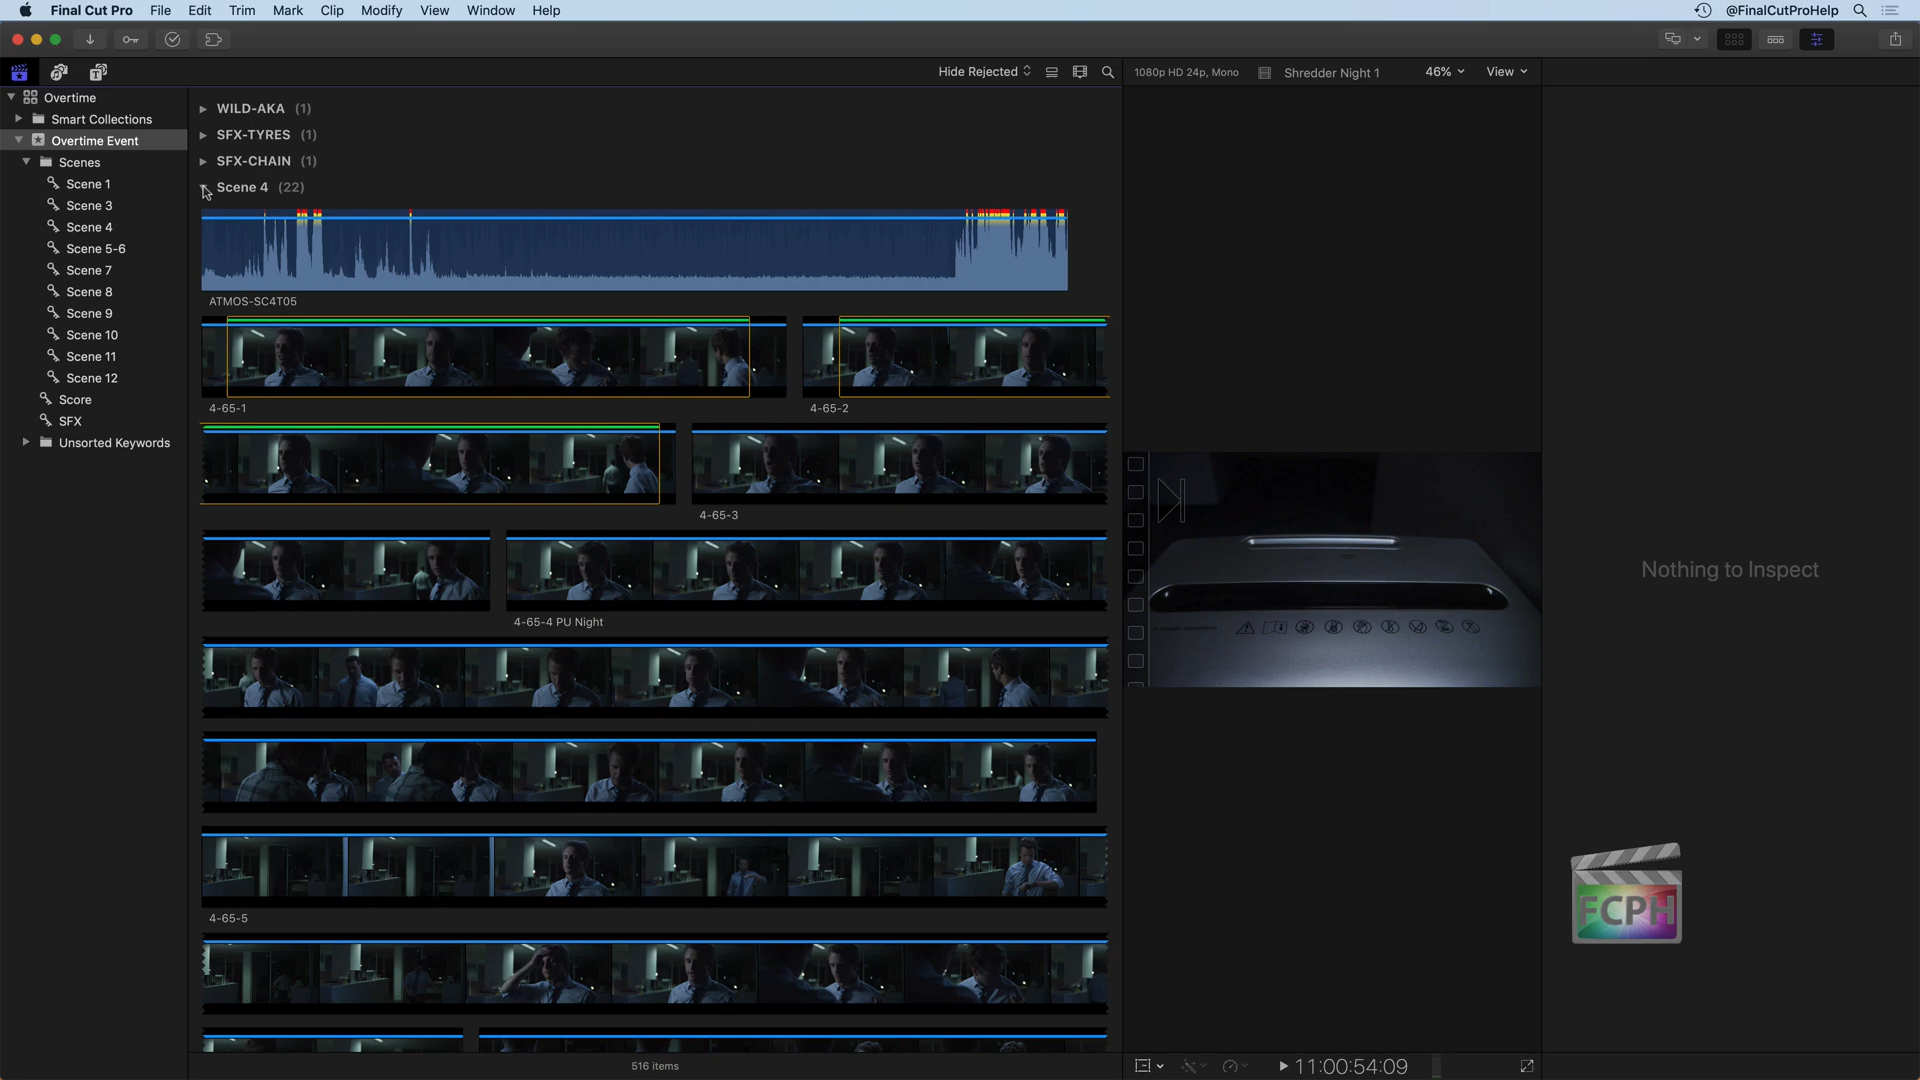 Final Cut Pro File Edit Trim Mark Clip Modify View Window Help @FinalCutProHelp
Hide Rejected 1080p HD 24p, Mono Shredder Night 1 46% View
Overtime
Smart Collections
Overtime Event
Scenes
Scene 1
Scene 3
Scene 4
Scene 5-6
Scene 7
Scene 8
Scene 9
Scene 10
Scene 11
Scene 12
Score
SFX
Unsorted Keywords
WILD-AKA (1)
SFX-TYRES (1)
SFX-CHAIN (1)
Scene 4 (22)
ATMOS-SC4T05
4-65-1
4-65-2
4-65-3
4-65-4 PU Night
4-65-5
516 items
11:00:54:09
Nothing to Inspect
FCPH